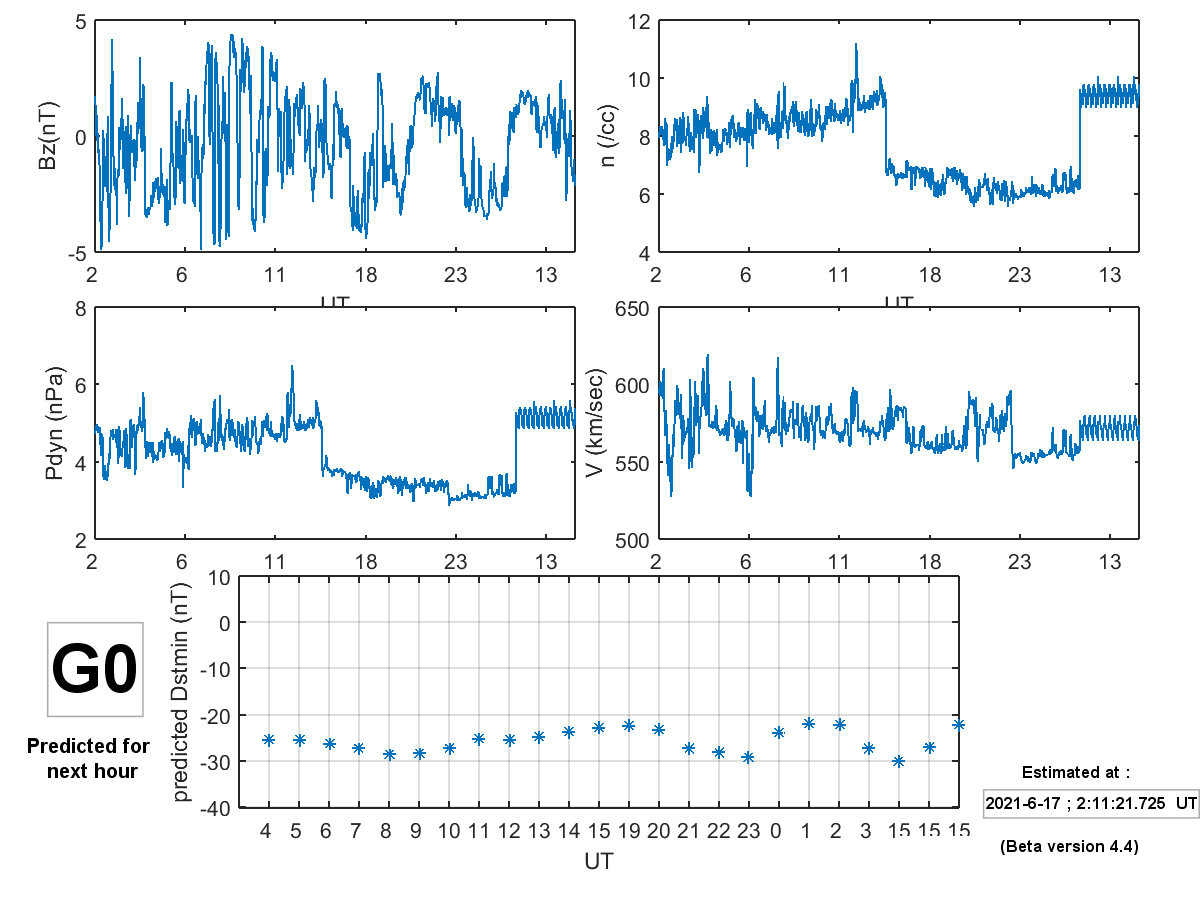 5
0
-5
Bz(nT)
2 6 11 18 23 13
UT
12
10
8
6
4
n (/cc)
2 6 11 18 23 13
UT
8
6
4
2
Pdyn (nPa)
2 6 11 18 23 13
650
600
550
500
V (km/sec)
2 6 11 18 23 13
10
0
-10
-20
-30
-40
predicted Dstmin (nT)
4 5 6 7 8 9 10 11 12 13 14 15 19 20 21 22 23 0 1 2 3 15 15 15
UT
G0
Predicted for
next hour
Estimated at :
2021-6-17 ; 2:11:21.725 UT
(Beta version 4.4)